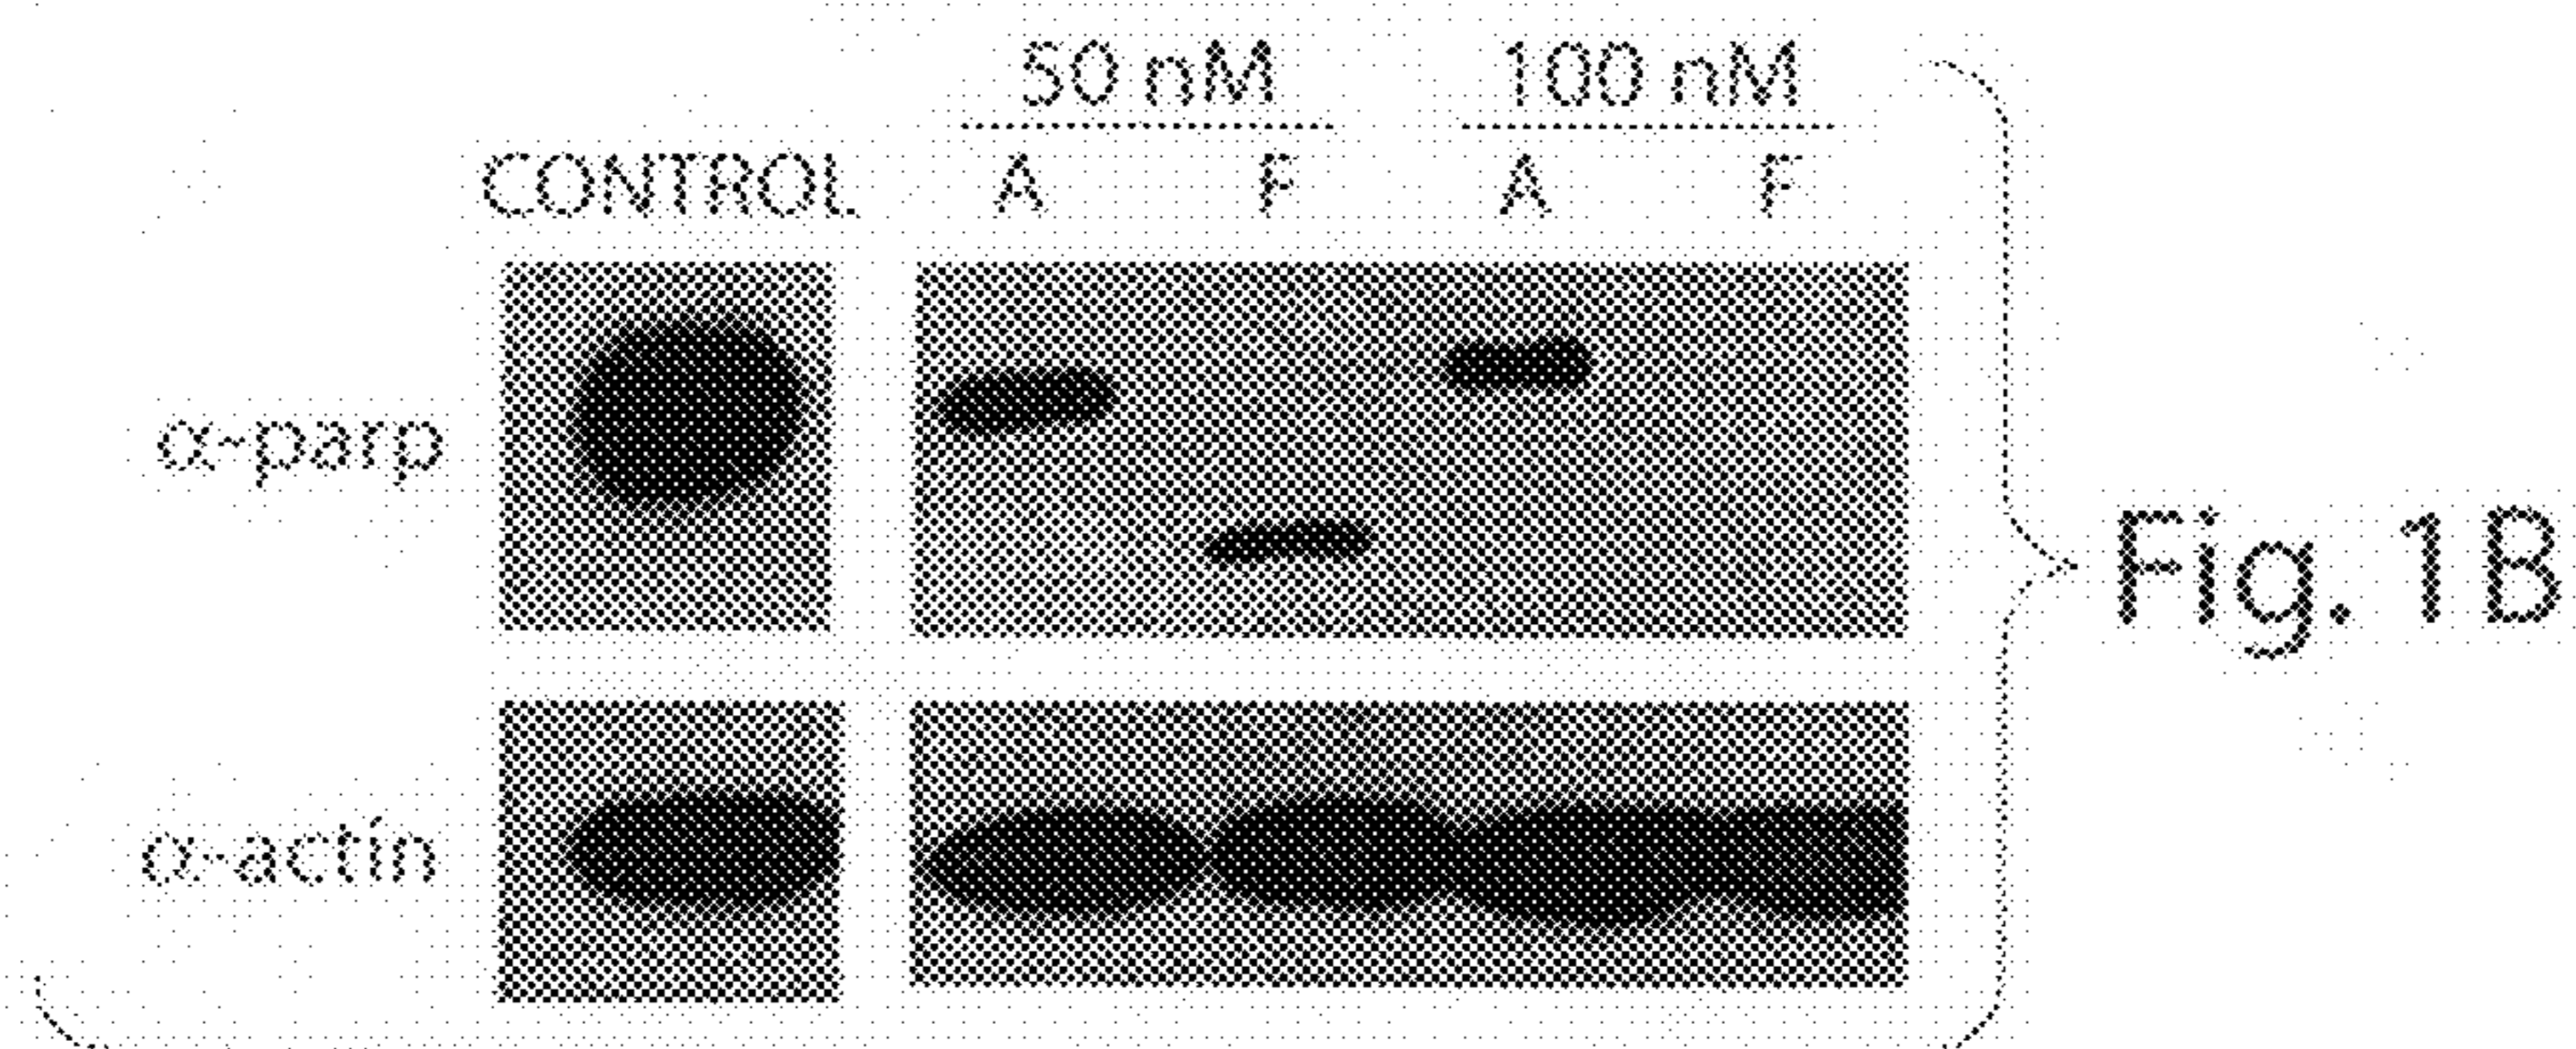 50 nM 100 nM
CONTROL A F A F
α-parp
Fig. 1B
α-actin